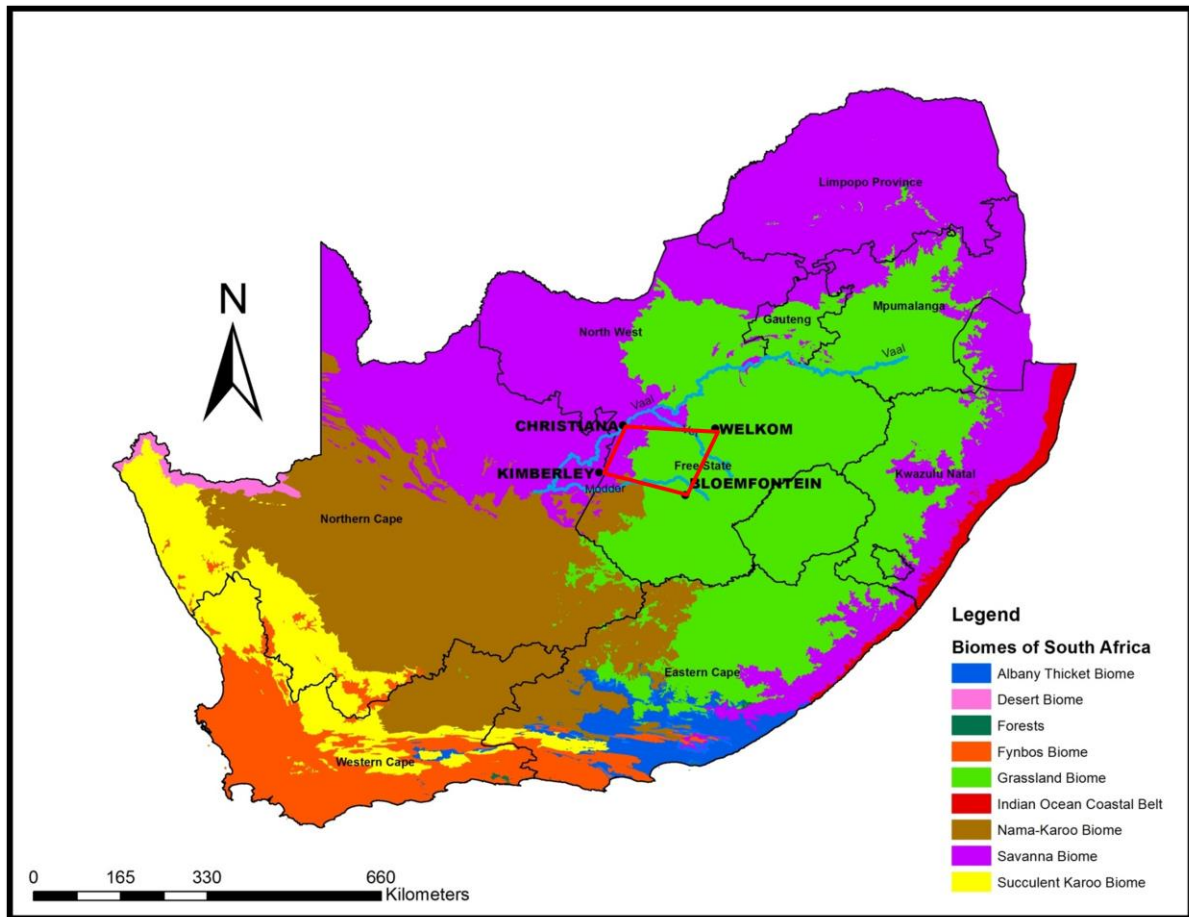 Limpopo Province
N
Mpumalanga
Gauteng
North West
Vaal
Vaal
CHRISTIANA
WELKOM
Free State
KIMBERLEY
Kwazulu Natal
BLOEMFONTEIN
Modder
Northern Cape
Eastern Cape
Western Cape
Legend
Biomes of South Africa
Albany Thicket Biome
Desert Biome
Forests
Fynbos Biome
Grassland Biome
Indian Ocean Coastal Belt
Nama-Karoo Biome
Savanna Biome
Succulent Karoo Biome
0 165 330 660
Kilometers